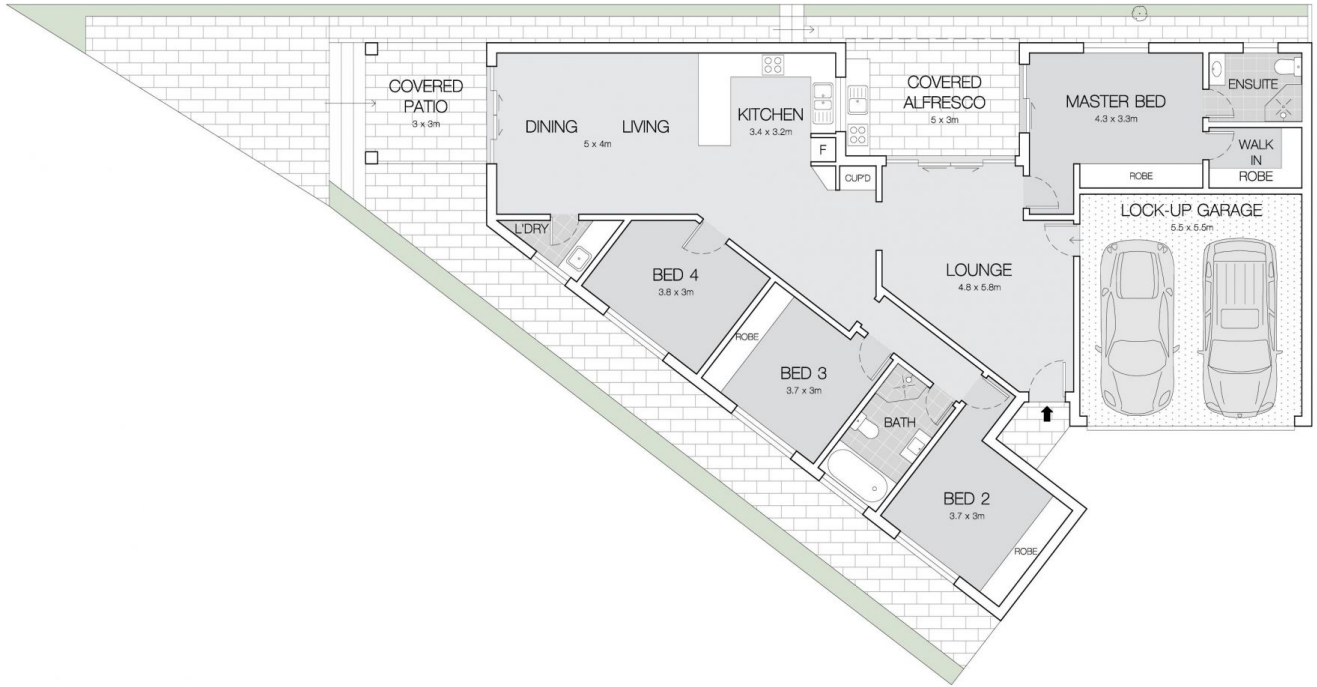 COVERED
PATIO
3 x 3m
DINING LIVING
5 x 4m
KITCHEN
3.4 x 3.2m
F
CUP'D
COVERED
ALFRESCO
5 x 3m
MASTER BED
4.3 x 3.3m
ROBE
ENSUITE
WALK
IN
ROBE
LOCK-UP GARAGE
5.5 x 5.5m
LOUNGE
4.8 x 5.8m
L'DRY
BED 4
3.8 x 3m
ROBE
BED 3
3.7 x 3m
BATH
BED 2
3.7 x 3m
ROBE